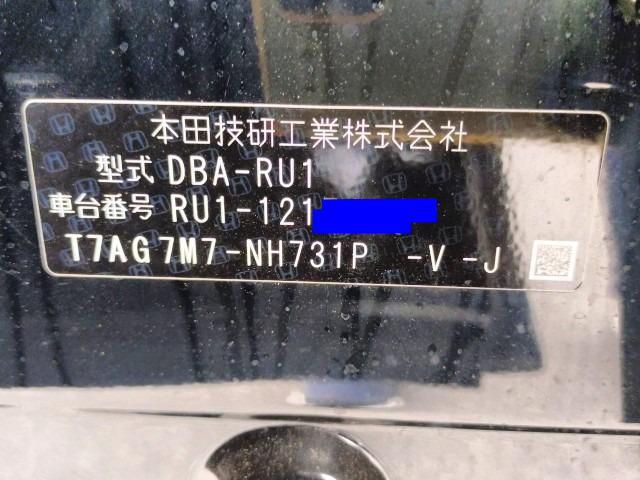 本田技研工業株式会社
型式 DBA-RU1
車台番号 RU1-121
T7AG7M7-NH731P -V -J